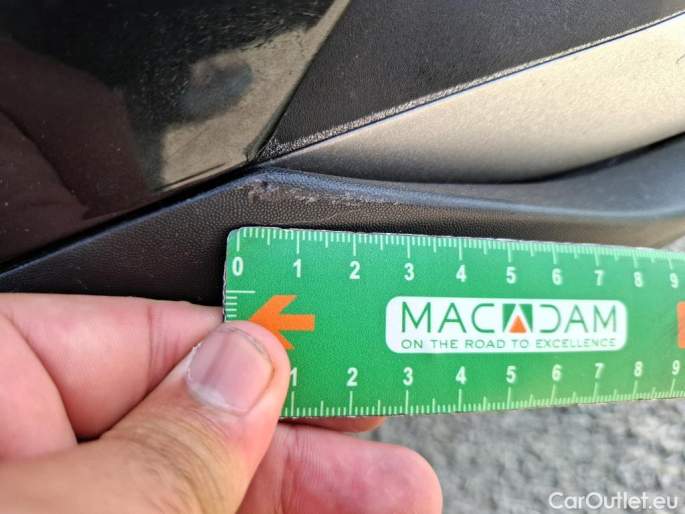 0 1 2 3 4 5 6 7 8 9
MACADAM
ON THE ROAD TO EXCELLENCE
1 2 3 4 5 6 7 8 9
CarOutlet.eu